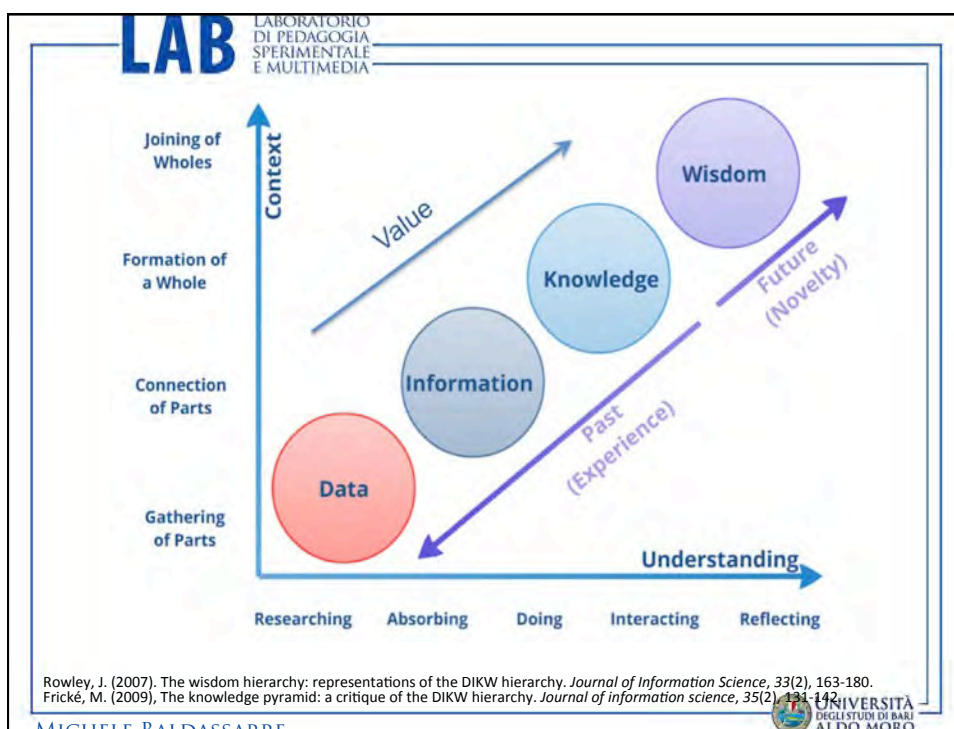 LAB
LABORATORIO
DI PEDAGOGIA
SPERIMENTALE
E MULTIMEDIA
Joining of
Wholes
Context
Value
Wisdom
Formation of
a Whole
Knowledge
Future
(Novelty)
Connection
of Parts
Information
Past
(Experience)
Data
Gathering
of Parts
Understanding
Researching
Absorbing
Doing
Interacting
Reflecting
Rowley, J. (2007). The wisdom hierarchy: representations of the DIKW hierarchy. Journal of Information Science, 33(2), 163-180.
Frické, M. (2009), The knowledge pyramid: a critique of the DIKW hierarchy. Journal of information science, 35(2), 131-142.
MICHELE BALDASSARRE
UNIVERSITÀ
DEGLI STUDI DI BARI
ALDO MORO